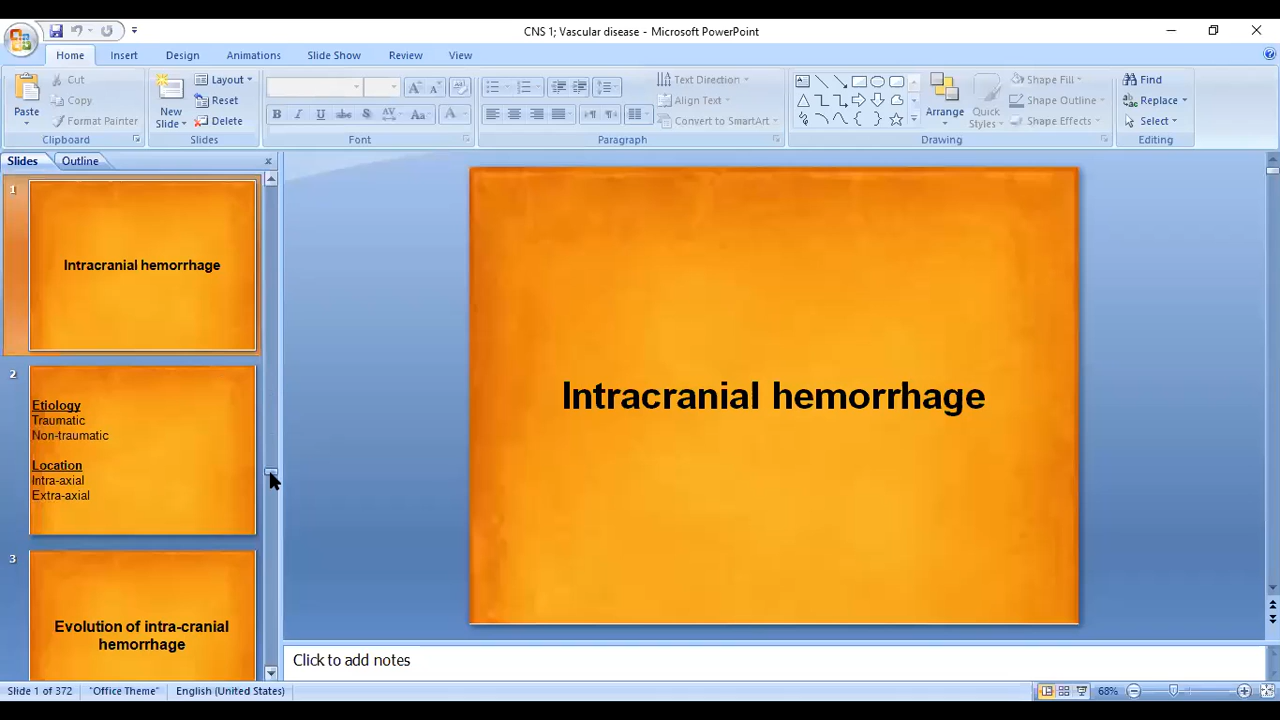 CNS 1; Vascular disease - Microsoft PowerPoint
Home Insert Design Animations Slide Show Review View
Paste
Cut
Copy
Format Painter
Clipboard
New Slide
Layout
Reset
Delete
Slides
B I U abc AV Aa A
Font
Text Direction
Align Text
Convert to SmartArt
Paragraph
Arrange
Quick Styles
Shape Fill
Shape Outline
Shape Effects
Drawing
Find
Replace
Select
Editing
Slides Outline
1
Intracranial hemorrhage
2
Etiology
Traumatic
Non-traumatic
Location
Intra-axial
Extra-axial
3
Evolution of intra-cranial
hemorrhage
Intracranial hemorrhage
Click to add notes
Slide 1 of 372 "Office Theme" English (United States) 68%